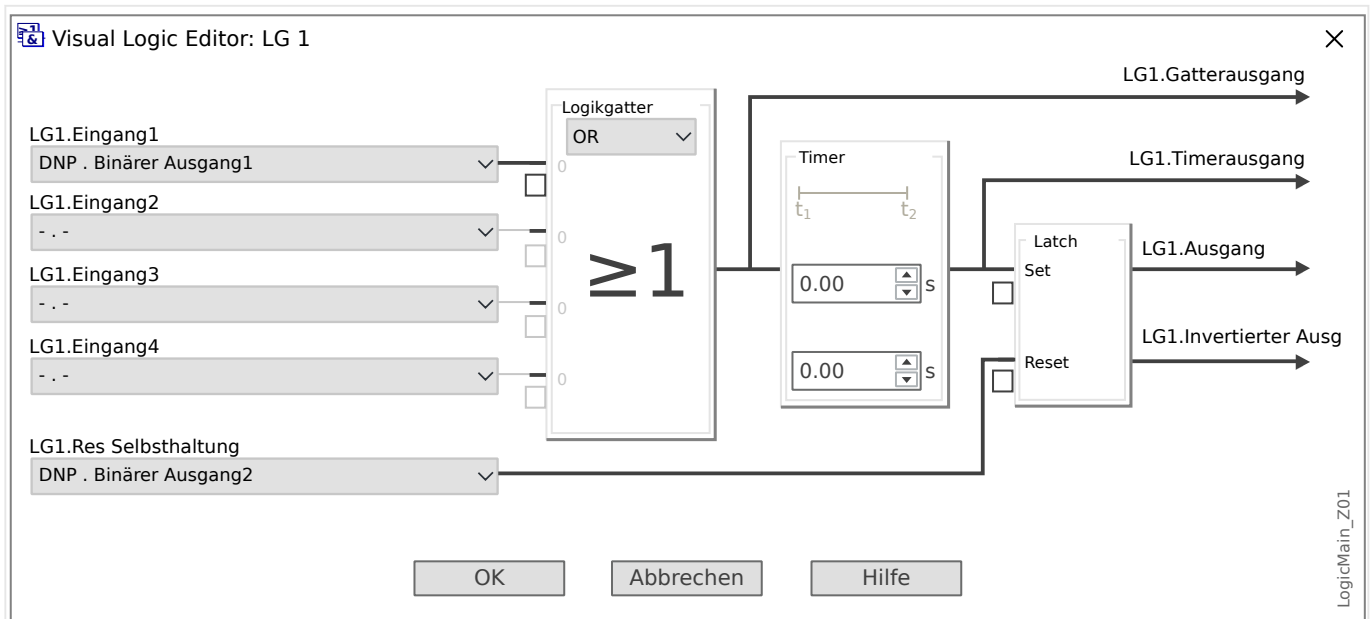 ≥1
&
Visual Logic Editor: LG 1
LG1.Gatterausgang
Logikgatter
OR
LG1.Eingang1
DNP . Binärer Ausgang1
0
Timer
LG1.Timerausgang
t1
t2
LG1.Eingang2
- . -
0
≥1
Latch
LG1.Ausgang
Set
LG1.Eingang3
- . -
0
0.00
s
LG1.Invertierter Ausg
LG1.Eingang4
- . -
0
0.00
s
Reset
LG1.Res Selbsthaltung
DNP . Binärer Ausgang2
OK
Abbrechen
Hilfe
LogicMain_Z01